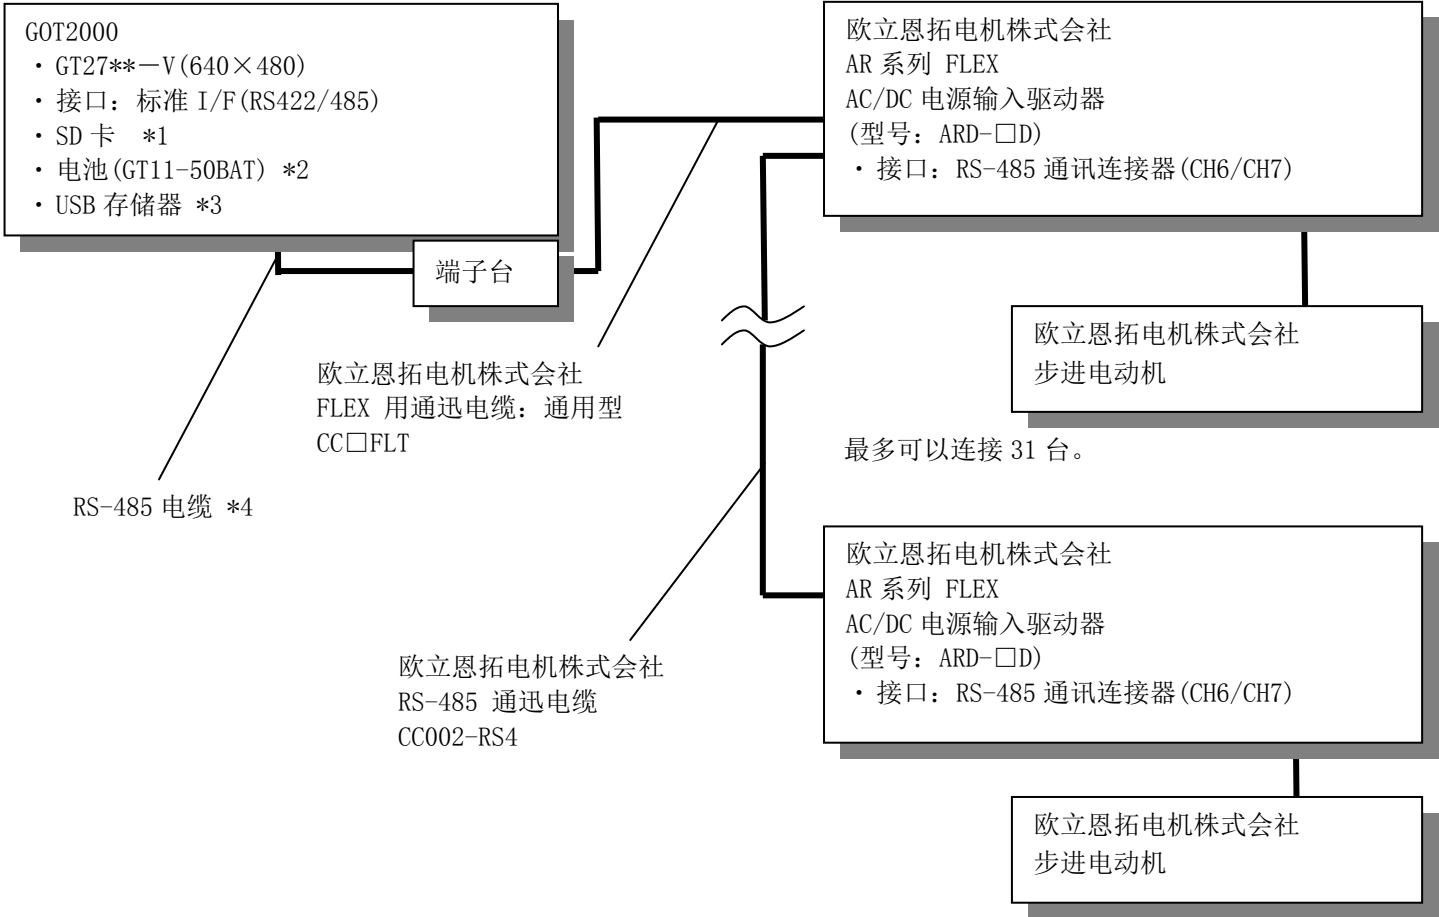 GOT2000
・GT27**－V(640×480)
・接口：标准 I/F(RS422/485)
・SD 卡 *1
・电池(GT11-50BAT) *2
・USB 存储器 *3
端子台
欧立恩拓电机株式会社
AR 系列 FLEX
AC/DC 电源输入驱动器
(型号：ARD-□D)
・接口：RS-485 通讯连接器(CH6/CH7)
欧立恩拓电机株式会社
步进电动机
欧立恩拓电机株式会社
FLEX 用通迅电缆：通用型
CC□FLT
最多可以连接 31 台。
RS-485 电缆 *4
欧立恩拓电机株式会社
AR 系列 FLEX
AC/DC 电源输入驱动器
(型号：ARD-□D)
・接口：RS-485 通讯连接器(CH6/CH7)
欧立恩拓电机株式会社
RS-485 通迅电缆
CC002-RS4
欧立恩拓电机株式会社
步进电动机